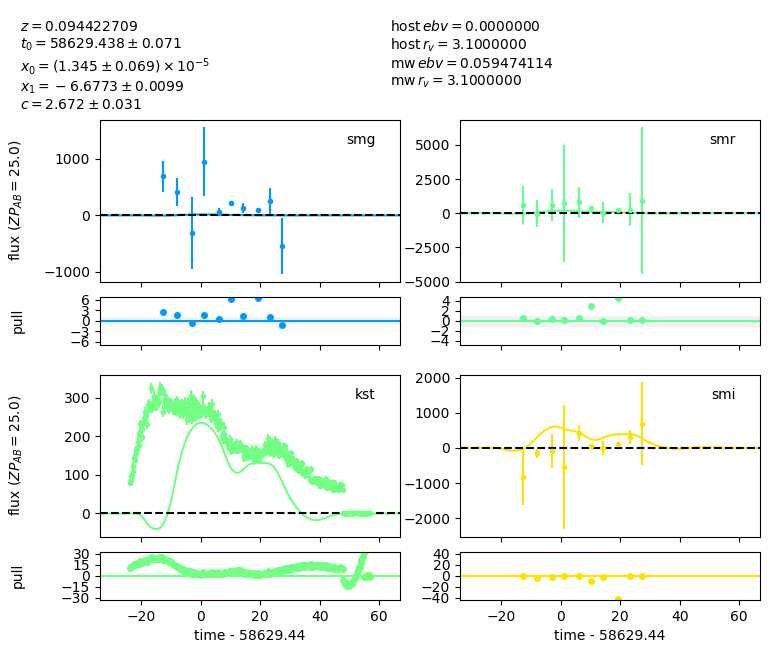 z = 0.094422709
t₀ = 58629.438 ± 0.071
x₀ = (1.345 ± 0.069) × 10⁻⁵
x₁ = −6.6773 ± 0.0099
c = 2.672 ± 0.031
host ebv = 0.0000000
host r_v = 3.1000000
mw ebv = 0.059474114
mw r_v = 3.1000000
smg
flux (ZP_AB = 25.0)
1000
0
−1000
smr
5000
2500
0
−2500
−5000
pull
6
3
0
−3
−6
4
2
0
−2
−4
kst
flux (ZP_AB = 25.0)
300
200
100
0
smi
2000
1000
0
−1000
−2000
pull
30
15
0
−15
−30
40
20
0
−20
−40
−20 0 20 40 60
−20 0 20 40 60
time - 58629.44
time - 58629.44